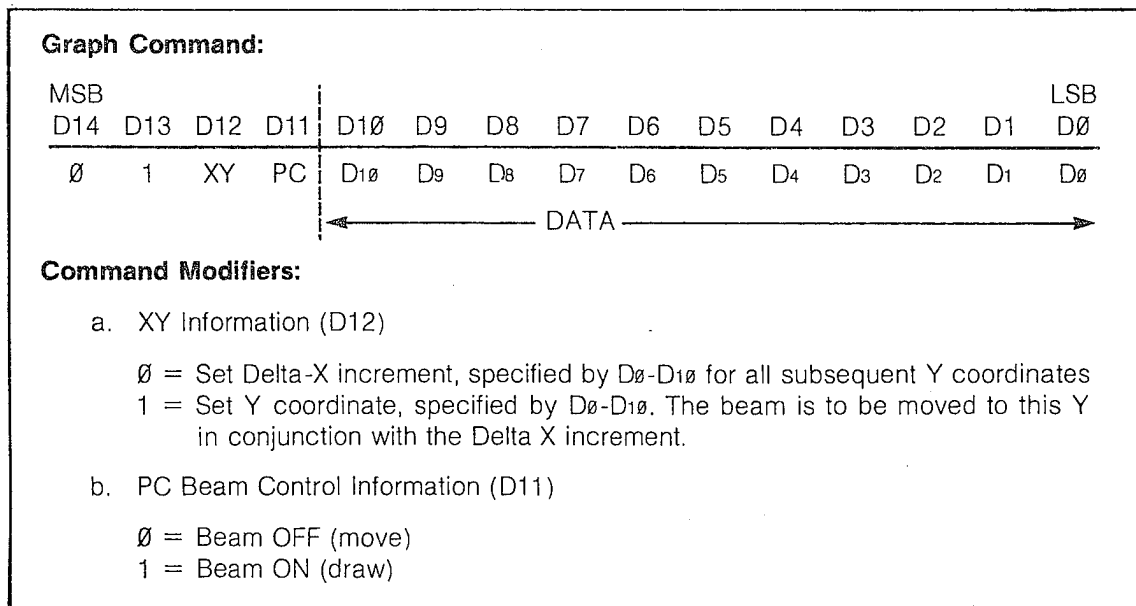 Graph Command:
MSB LSB
D14 D13 D12 D11 D1Ø D9 D8 D7 D6 D5 D4 D3 D2 D1 DØ
Ø 1 XY PC D1Ø D9 D8 D7 D6 D5 D4 D3 D2 D1 DØ
DATA
Command Modifiers:
a. XY Information (D12)
Ø = Set Delta-X increment, specified by DØ-D1Ø for all subsequent Y coordinates
1 = Set Y coordinate, specified by DØ-D1Ø. The beam is to be moved to this Y
in conjunction with the Delta X increment.
b. PC Beam Control Information (D11)
Ø = Beam OFF (move)
1 = Beam ON (draw)